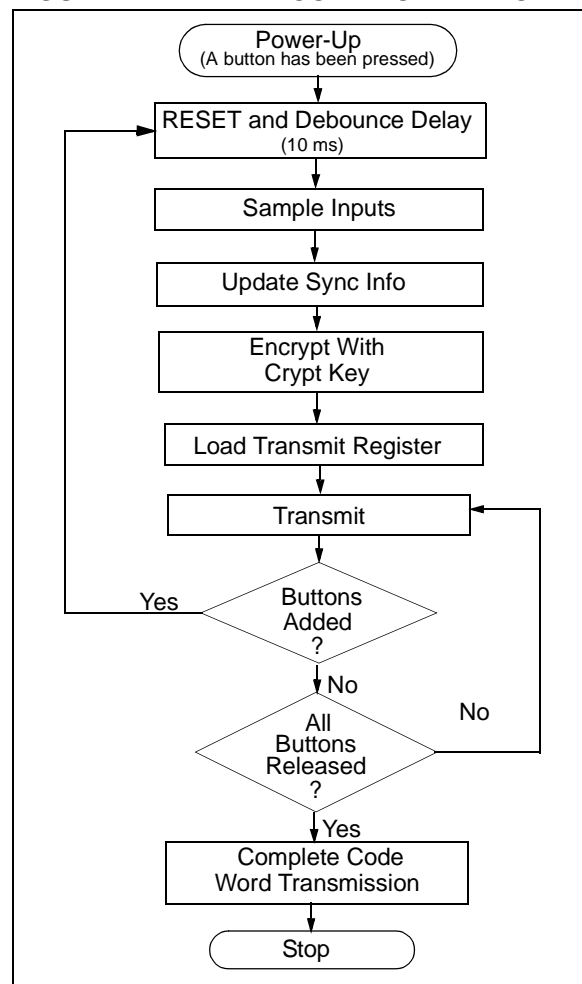 Power-Up
(A button has been pressed)
RESET and Debounce Delay
(10 ms)
Sample Inputs
Update Sync Info
Encrypt With
Crypt Key
Load Transmit Register
Transmit
Yes
Buttons
Added
?
No
No
All
Buttons
Released
?
Yes
Complete Code
Word Transmission
Stop